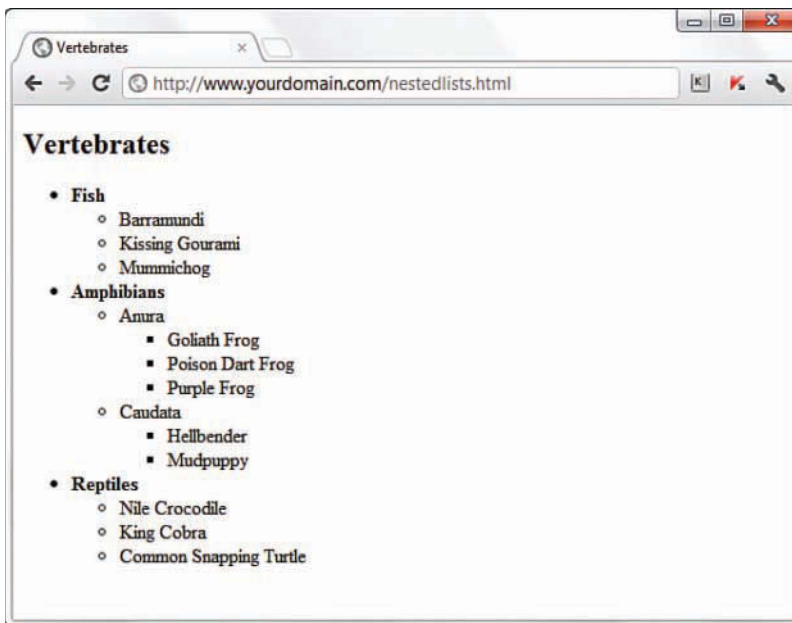 Vertebrates
http://www.yourdomain.com/nestedlists.html
K
Vertebrates
Fish
Barramundi
Kissing Gourami
Mummichog
Amphibians
Anura
Goliath Frog
Poison Dart Frog
Purple Frog
Caudata
Hellbender
Mudpuppy
Reptiles
Nile Crocodile
King Cobra
Common Snapping Turtle